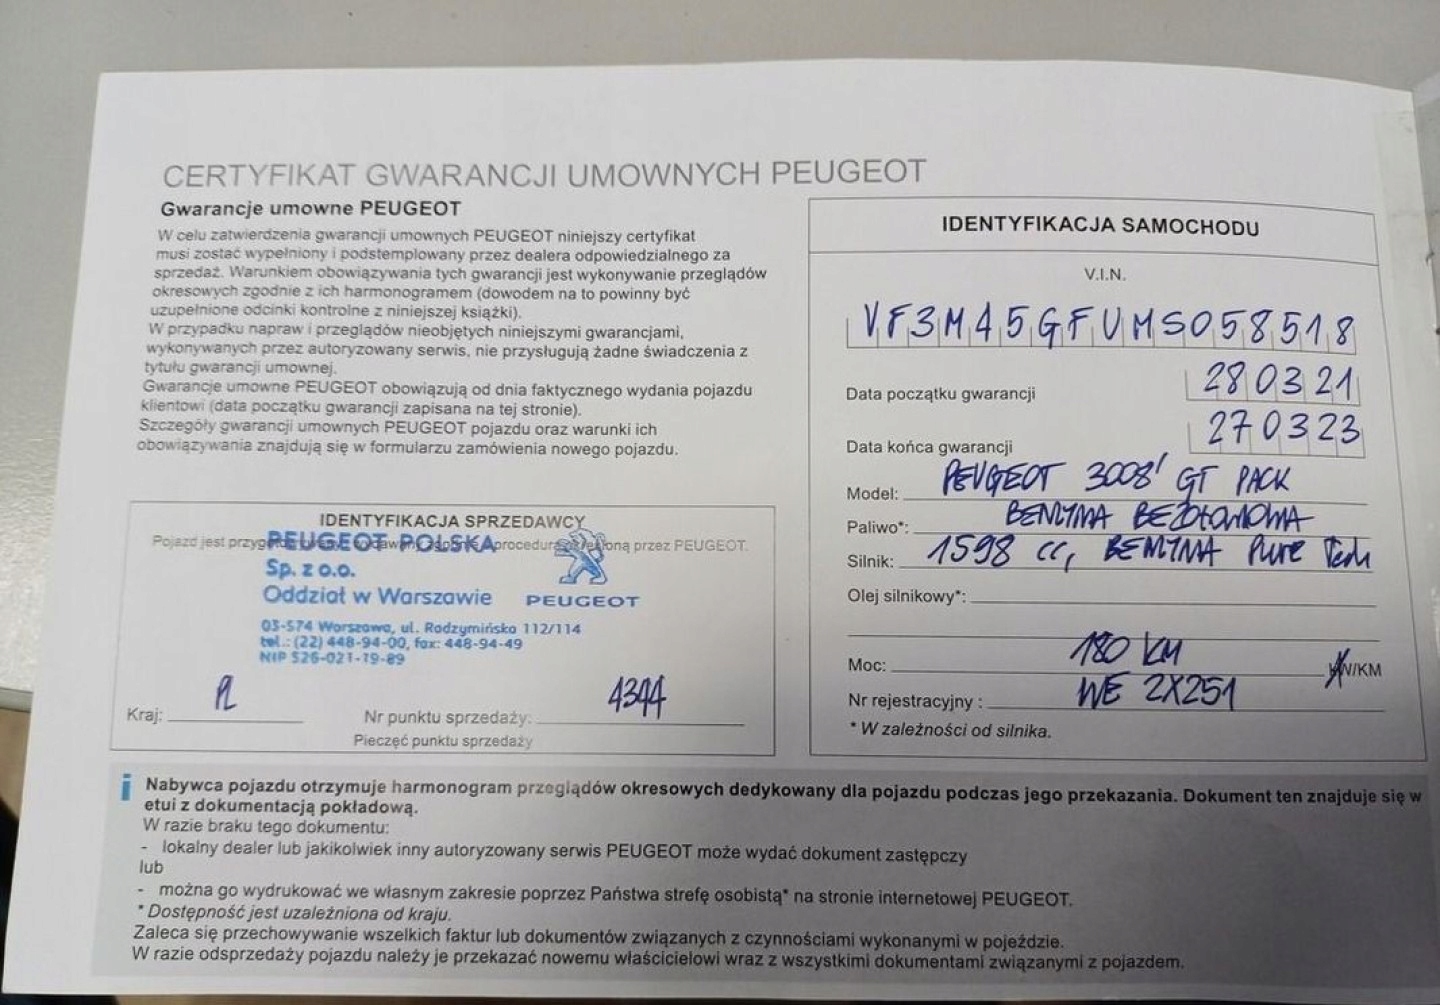 CERTYFIKAT GWARANCJI UMOWNYCH PEUGEOT
Gwarancje umowne PEUGEOT
W celu zatwierdzenia gwarancji umownych PEUGEOT niniejszy certyfikat
musi zostać wypełniony i podstemplowany przez dealera odpowiedzialnego za
sprzedaż. Warunkiem obowiązywania tych gwarancji jest wykonywanie przeglądów
okresowych zgodnie z ich harmonogramem (dowodem na to powinny być
uzupełnione odcinki kontrolne z niniejszej książki).
W przypadku napraw i przeglądów nieobjętych niniejszymi gwarancjami,
wykonywanych przez autoryzowany serwis, nie przysługują żadne świadczenia z
tytułu gwarancji umownej.
Gwarancje umowne PEUGEOT obowiązują od dnia faktycznego wydania pojazdu
klientowi (data początku gwarancji zapisana na tej stronie).
Szczegóły gwarancji umownych PEUGEOT pojazdu oraz warunki ich
obowiązywania znajdują się w formularzu zamówienia nowego pojazdu.
IDENTYFIKACJA SPRZEDAWCY
Pojazd jest procedurą przez PEUGEOT.
PEUGEOT POLSKA
Sp. z o.o.
Oddział w Warszawie
PEUGEOT
03-574 Warszawa, ul. Radzymińska 112/114
tel.: (22) 448-94-00, fax: 448-94-49
NIP 526-021-19-89
Kraj: PL
Nr punktu sprzedaży: 4344
Pieczęć punktu sprzedaży
IDENTYFIKACJA SAMOCHODU
V.I.N.
VF3M45GFUMS058518
Data początku gwarancji 280321
Data końca gwarancji 270323
Model: PEUGEOT 3008' GT PACK
Paliwo*: BENZYNA BEZOŁOWIOWA
Silnik: 1598 cc, BENZYNA Pure Tech
Olej silnikowy*:
Moc: 180 KM kW/KM
Nr rejestracyjny : WE 2X251
* W zależności od silnika.
i Nabywca pojazdu otrzymuje harmonogram przeglądów okresowych dedykowany dla pojazdu podczas jego przekazania. Dokument ten znajduje się w
etui z dokumentacją pokładową.
W razie braku tego dokumentu:
- lokalny dealer lub jakikolwiek inny autoryzowany serwis PEUGEOT może wydać dokument zastępczy
lub
- można go wydrukować we własnym zakresie poprzez Państwa strefę osobistą* na stronie internetowej PEUGEOT.
* Dostępność jest uzależniona od kraju.
Zaleca się przechowywanie wszelkich faktur lub dokumentów związanych z czynnościami wykonanymi w pojeździe.
W razie odsprzedaży pojazdu należy je przekazać nowemu właścicielowi wraz z wszystkimi dokumentami związanymi z pojazdem.